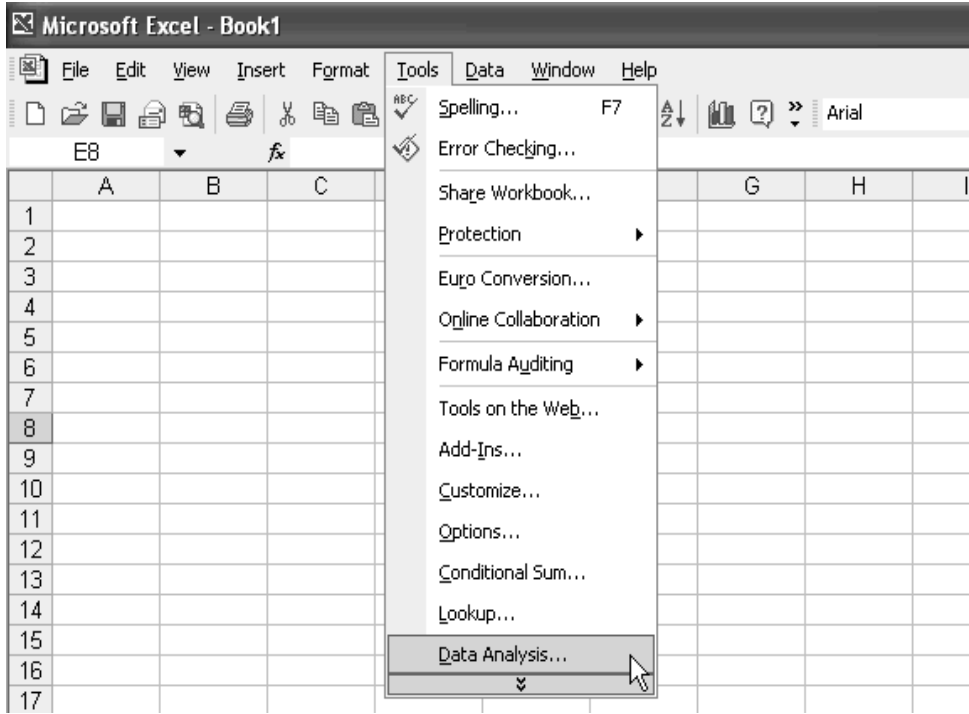 Microsoft Excel - Book1
File Edit View Insert Format Tools Data Window Help
Arial
E8 fx
A B C G H I
1
2
3
4
5
6
7
8
9
10
11
12
13
14
15
16
17
ABC Spelling... F7
Error Checking...
Share Workbook...
Protection
Euro Conversion...
Online Collaboration
Formula Auditing
Tools on the Web...
Add-Ins...
Customize...
Options...
Conditional Sum...
Lookup...
Data Analysis...